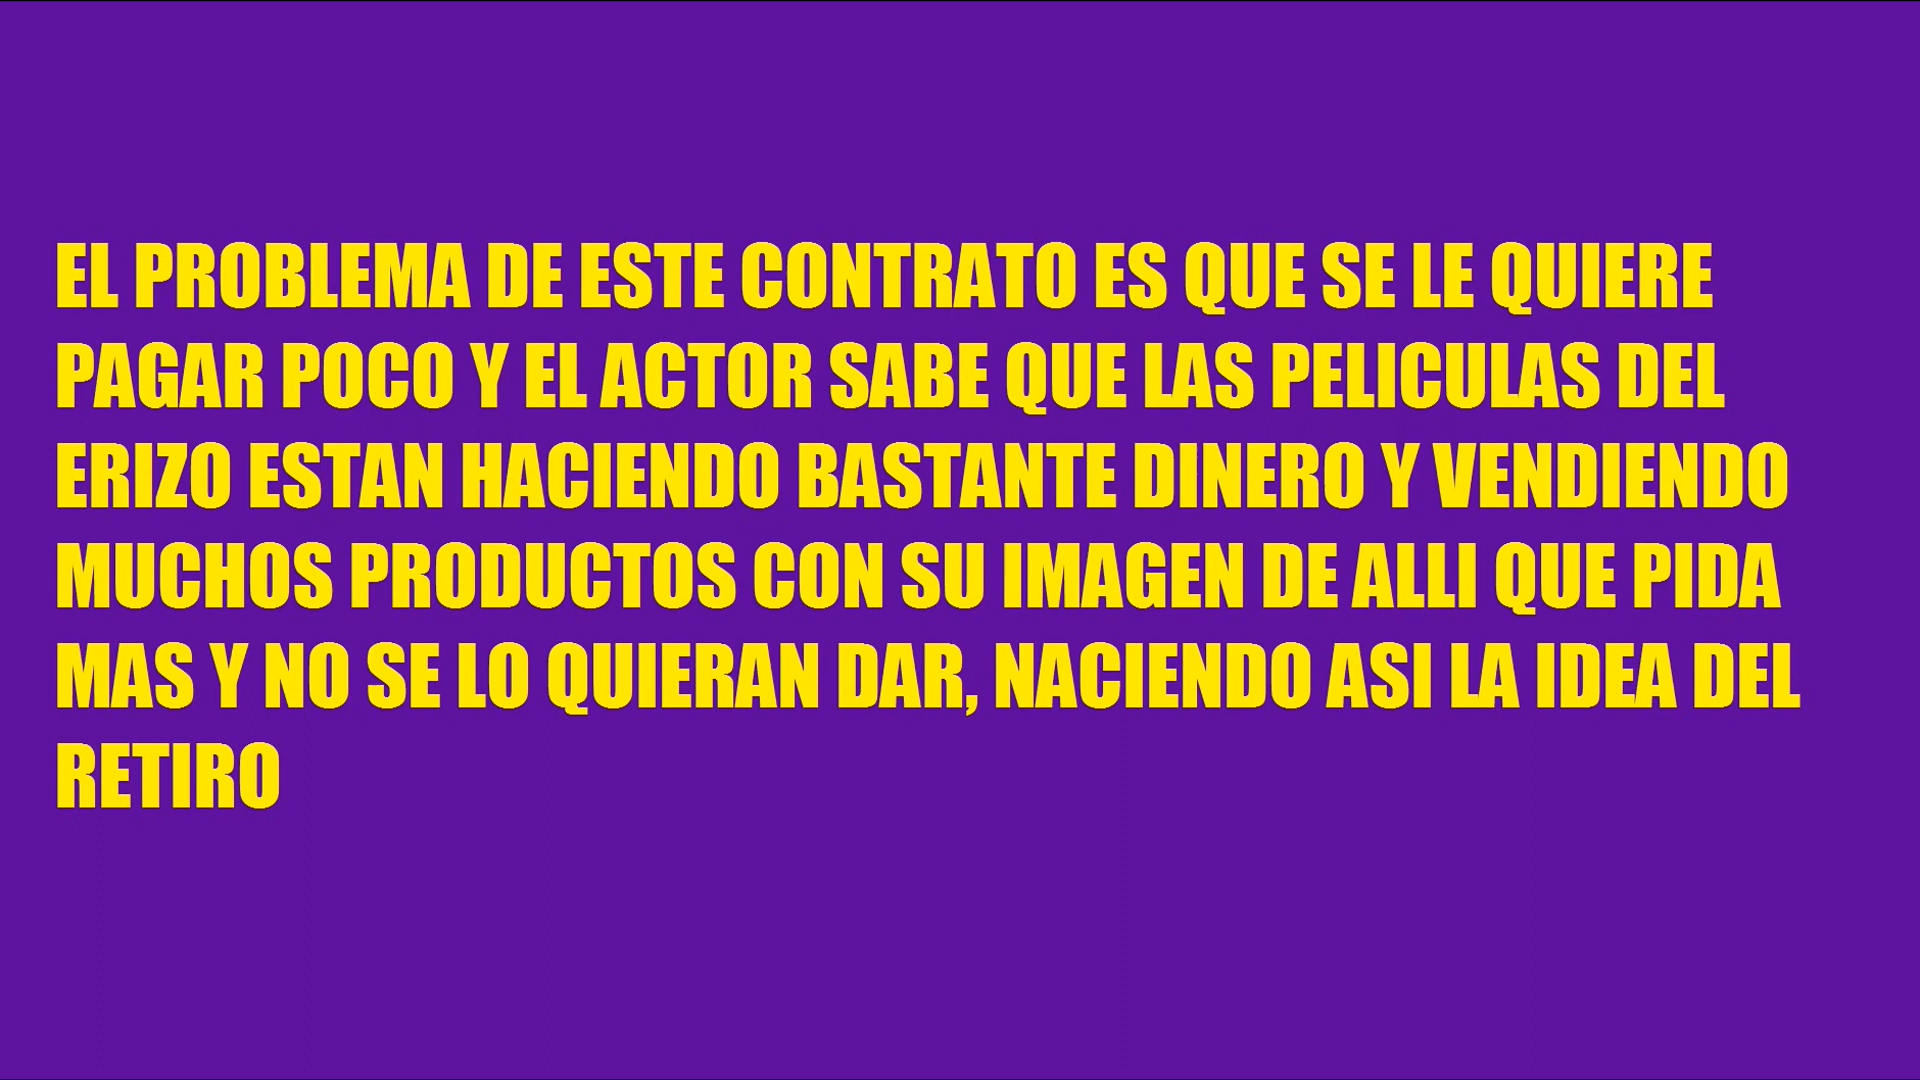 EL PROBLEMA DE ESTE CONTRATO ES QUE SE LE QUIERE
PAGAR POCO Y EL ACTOR SABE QUE LAS PELICULAS DEL
ERIZO ESTAN HACIENDO BASTANTE DINERO Y VENDIENDO
MUCHOS PRODUCTOS CON SU IMAGEN DE ALLI QUE PIDA
MAS Y NO SE LO QUIERAN DAR, NACIENDO ASI LA IDEA DEL
RETIRO